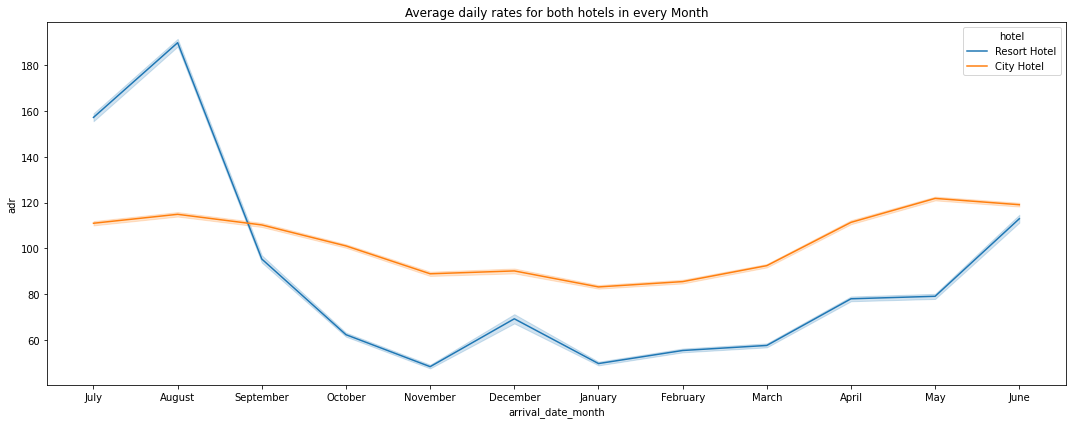 Average daily rates for both hotels in every Month
hotel
Resort Hotel
City Hotel
adr
180
160
140
120
100
80
60
July August September October November December January February March April May June
arrival_date_month